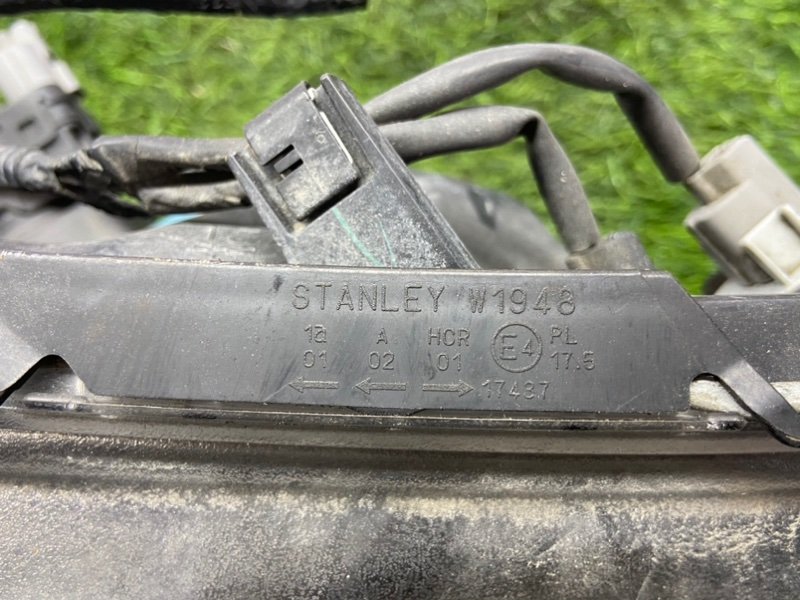 STANLEY W1948
1a A HCR E4 PL
01 02 01 17.5
17437